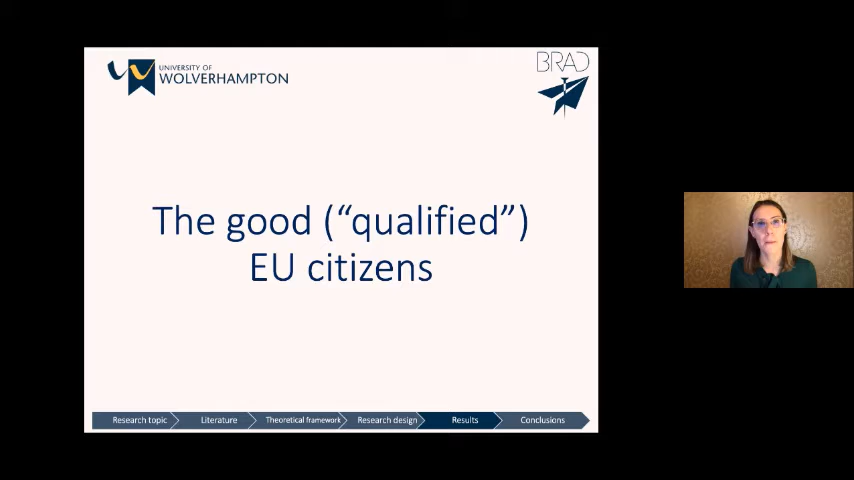 UNIVERSITY OF
WOLVERHAMPTON
BRAD
The good (“qualified”)
EU citizens
Research topic
Literature
Theoretical framework
Research design
Results
Conclusions